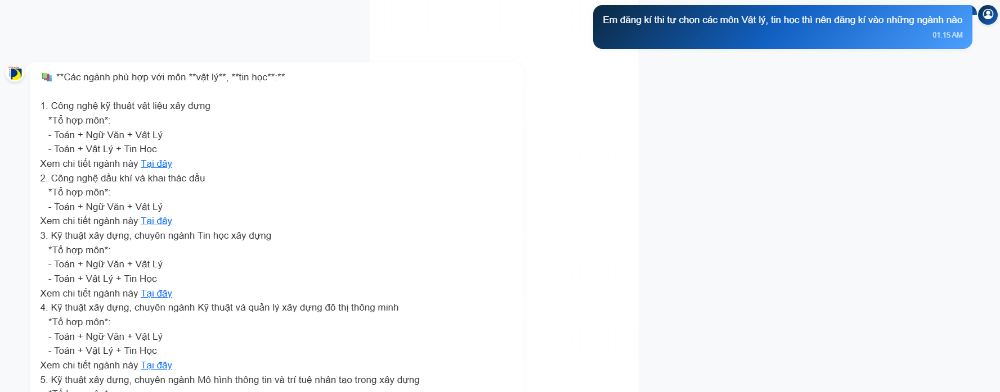 Em đăng kí thi tự chọn các môn Vật lý, tin học thì nên đăng kí vào những ngành nào
01:15 AM
**Các ngành phù hợp với môn **vật lý**, **tin học**:**
1. Công nghệ kỹ thuật vật liệu xây dựng
*Tổ hợp môn*:
- Toán + Ngữ Văn + Vật Lý
- Toán + Vật Lý + Tin Học
Xem chi tiết ngành này Tại đây
2. Công nghệ dầu khí và khai thác dầu
*Tổ hợp môn*:
- Toán + Ngữ Văn + Vật Lý
Xem chi tiết ngành này Tại đây
3. Kỹ thuật xây dựng, chuyên ngành Tin học xây dựng
*Tổ hợp môn*:
- Toán + Ngữ Văn + Vật Lý
- Toán + Vật Lý + Tin Học
Xem chi tiết ngành này Tại đây
4. Kỹ thuật xây dựng, chuyên ngành Kỹ thuật và quản lý xây dựng đô thị thông minh
*Tổ hợp môn*:
- Toán + Ngữ Văn + Vật Lý
- Toán + Vật Lý + Tin Học
Xem chi tiết ngành này Tại đây
5. Kỹ thuật xây dựng, chuyên ngành Mô hình thông tin và trí tuệ nhân tạo trong xây dựng